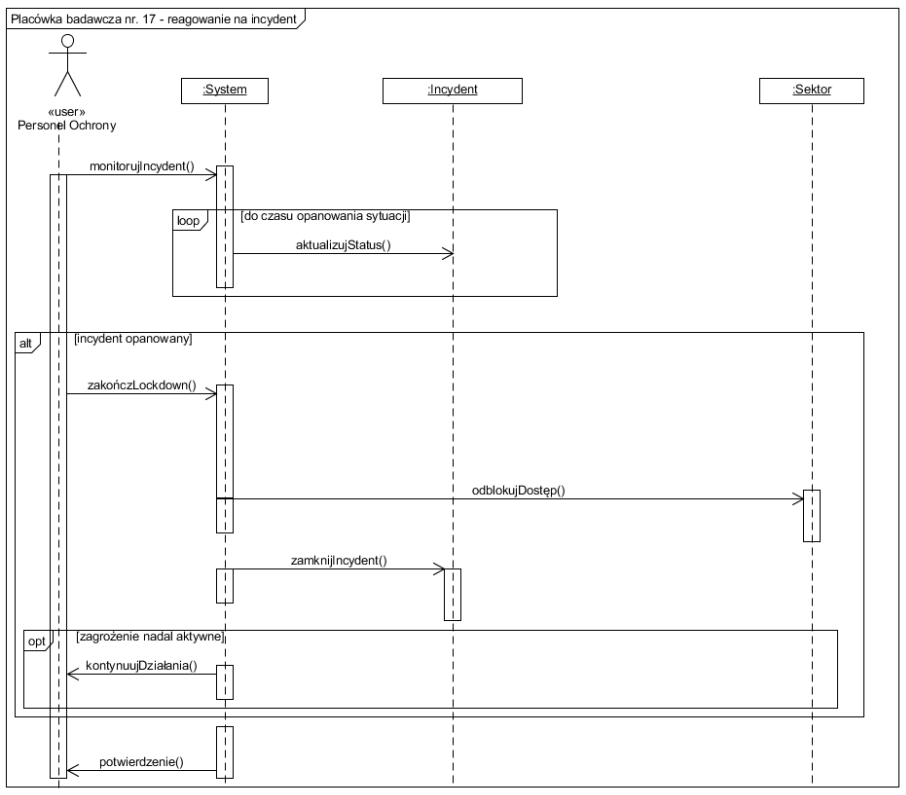 Placówka badawcza nr. 17 - reagowanie na incydent
:System
:Incydent
:Sektor
«user»
Personel Ochrony
monitorujIncydent()
loop
[do czasu opanowania sytuacji]
aktualizujStatus()
alt
[incydent opanowany]
zakończLockdown()
odblokujDostęp()
zamknijIncydent()
opt
[zagrożenie nadal aktywne]
kontynuujDziałania()
potwierdzenie()